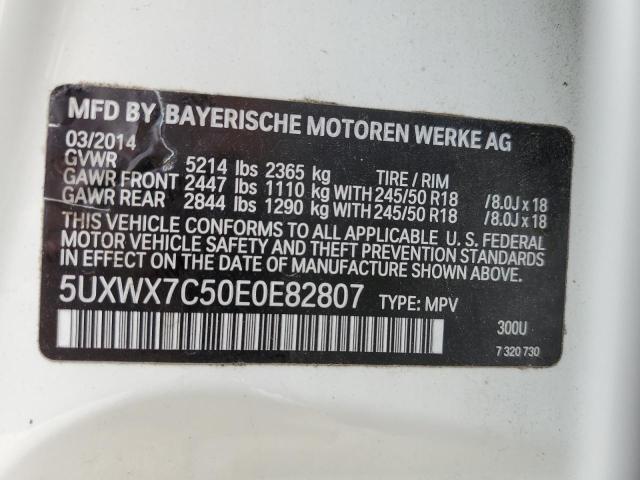 MFD BY BAYERISCHE MOTOREN WERKE AG
03/2014
GVWR 5214 lbs 2365 kg TIRE / RIM
GAWR FRONT 2447 lbs 1110 kg WITH 245/50 R18 /8.0J x 18
GAWR REAR 2844 lbs 1290 kg WITH 245/50 R18 /8.0J x 18
THIS VEHICLE CONFORMS TO ALL APPLICABLE U. S. FEDERAL
MOTOR VEHICLE SAFETY AND THEFT PREVENTION STANDARDS
IN EFFECT ON THE DATE OF MANUFACTURE SHOWN ABOVE.
5UXWX7C50E0E82807 TYPE: MPV
300U
7 320 730